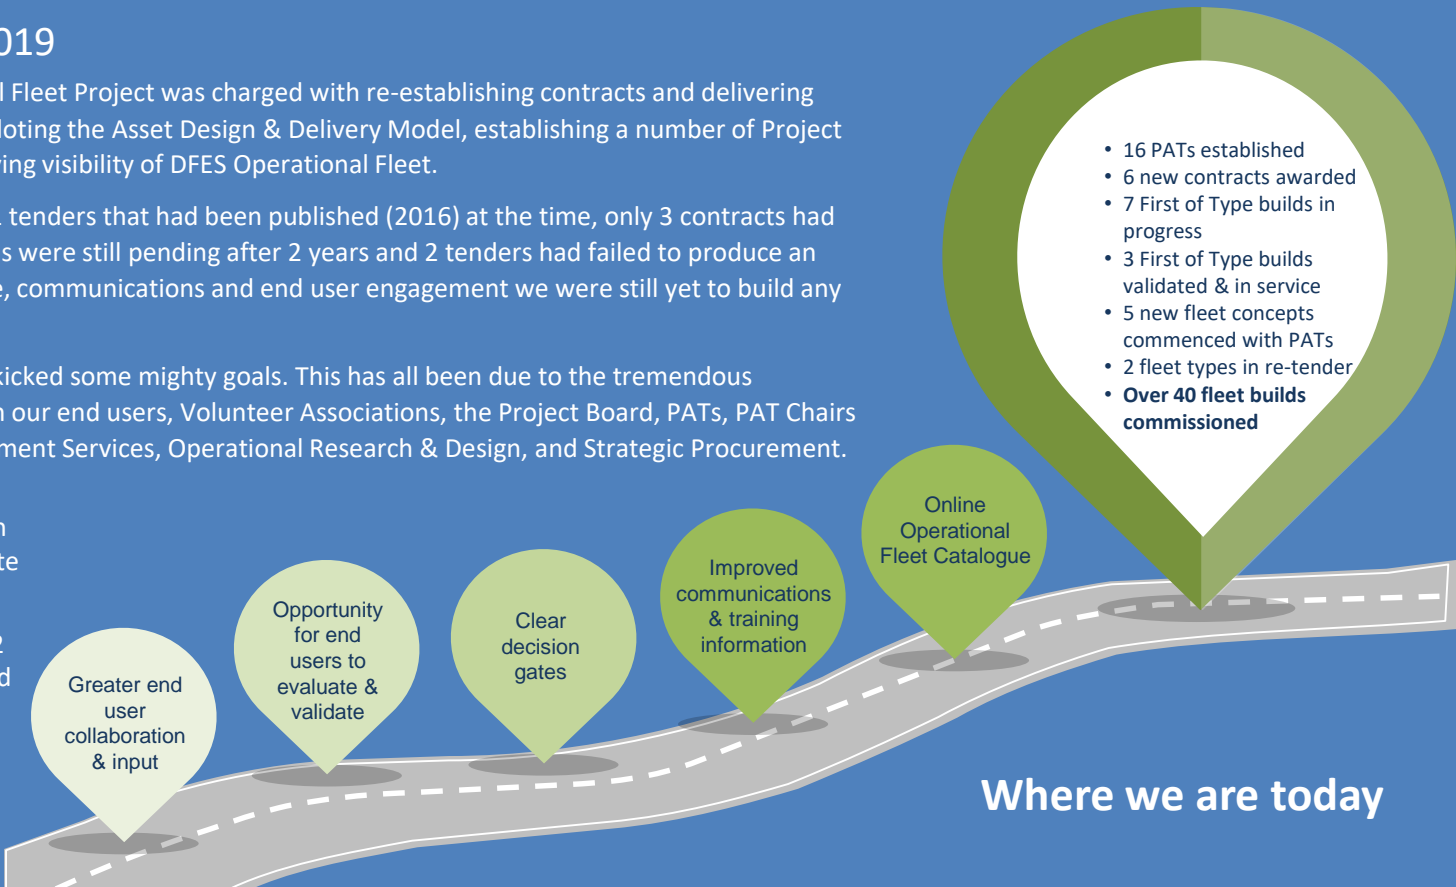 019
l Fleet Project was charged with re-establishing contracts and delivering
loting the Asset Design & Delivery Model, establishing a number of Project
ving visibility of DFES Operational Fleet.
tenders that had been published (2016) at the time, only 3 contracts had
s were still pending after 2 years and 2 tenders had failed to produce an
e, communications and end user engagement we were still yet to build any
kicked some mighty goals. This has all been due to the tremendous
n our end users, Volunteer Associations, the Project Board, PATs, PAT Chairs
ment Services, Operational Research & Design, and Strategic Procurement.
n
te
2
d
Greater end
user
collaboration
& input
Opportunity
for end
users to
evaluate &
validate
Clear
decision
gates
Improved
communications
& training
information
Online
Operational
Fleet Catalogue
• 16 PATs established
• 6 new contracts awarded
• 7 First of Type builds in
progress
• 3 First of Type builds
validated & in service
• 5 new fleet concepts
commenced with PATs
• 2 fleet types in re-tender
• Over 40 fleet builds
commissioned
Where we are today